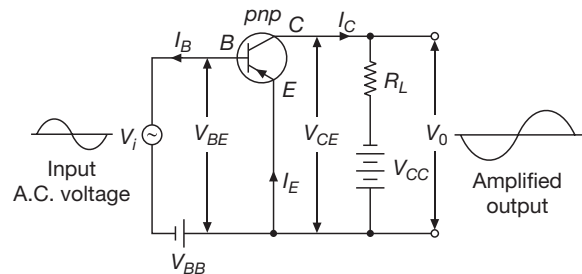 pnp
I_B
B
C
I_C
E
R_L
V_i
V_BE
V_CE
V_0
V_CC
I_E
V_BB
Input
A.C. voltage
Amplified
output